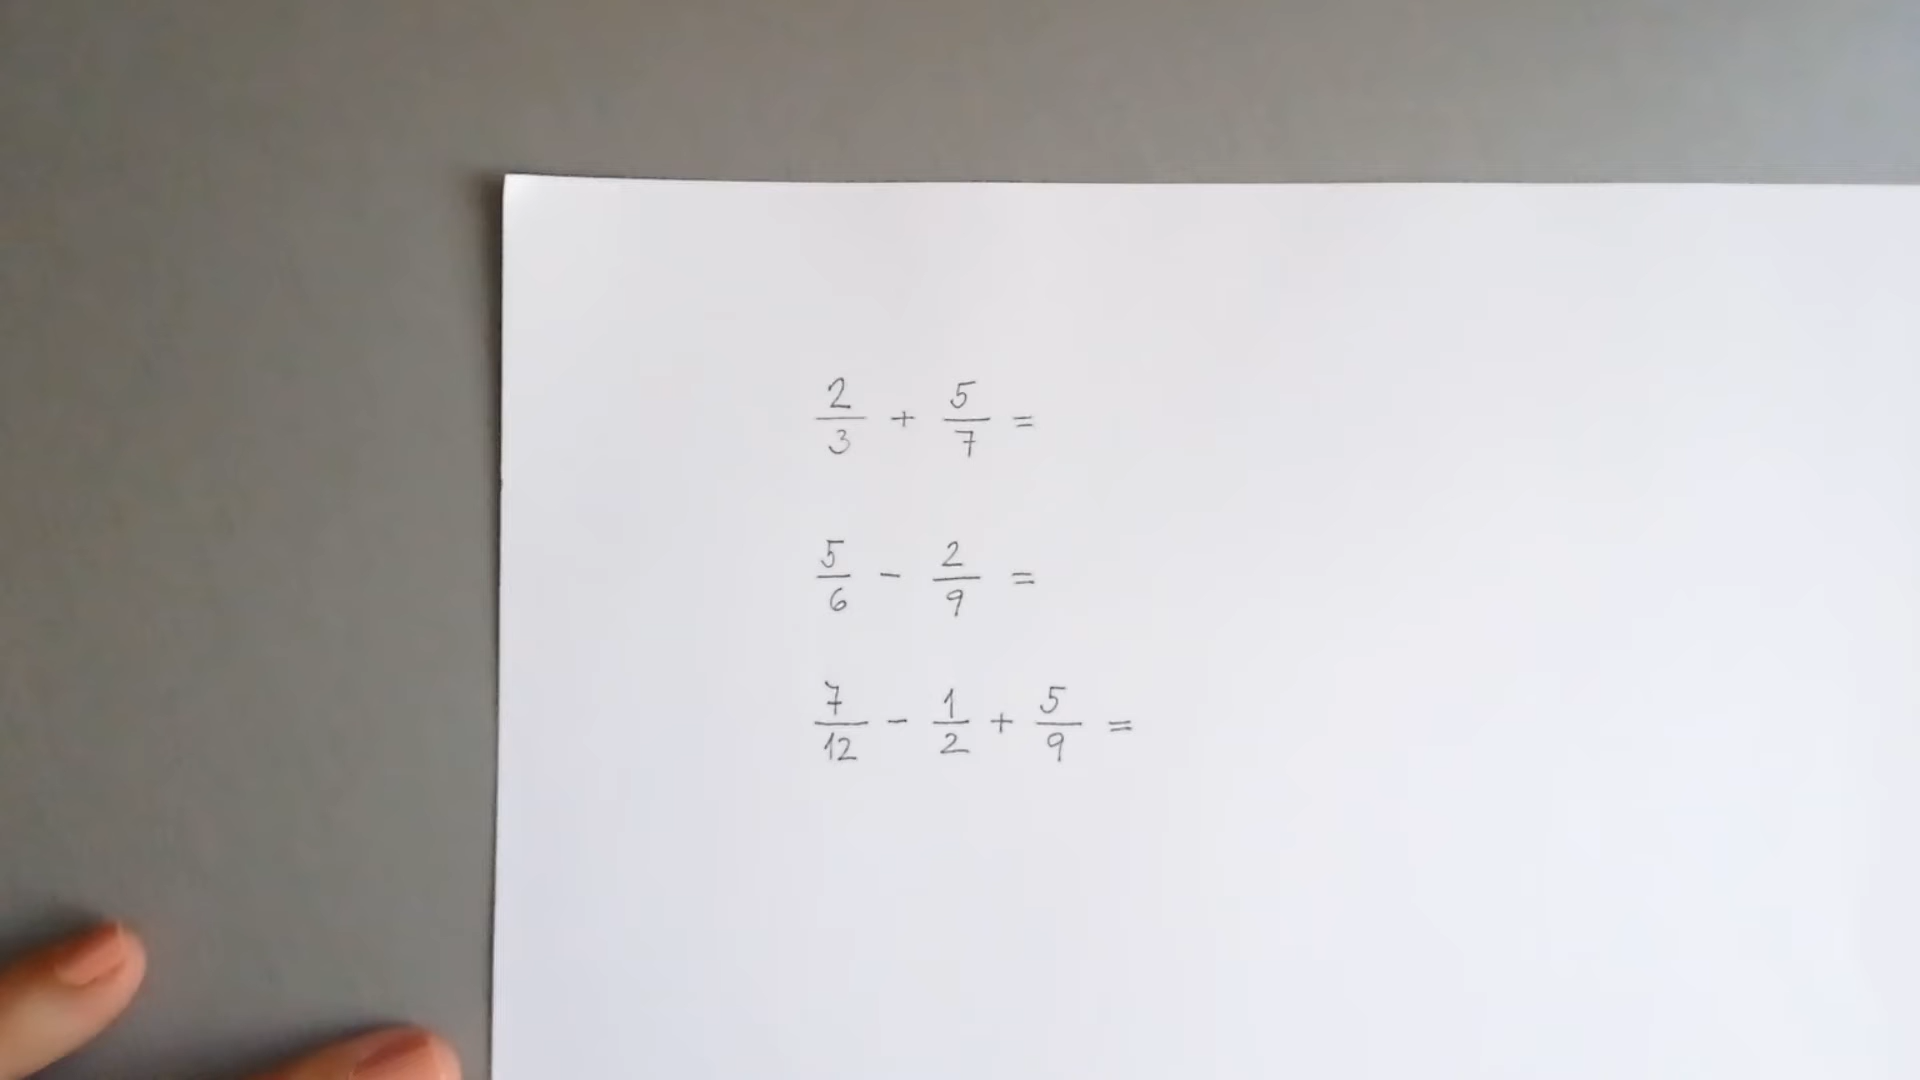 2/3 + 5/7 =
5/6 - 2/9 =
7/12 - 1/2 + 5/9 =